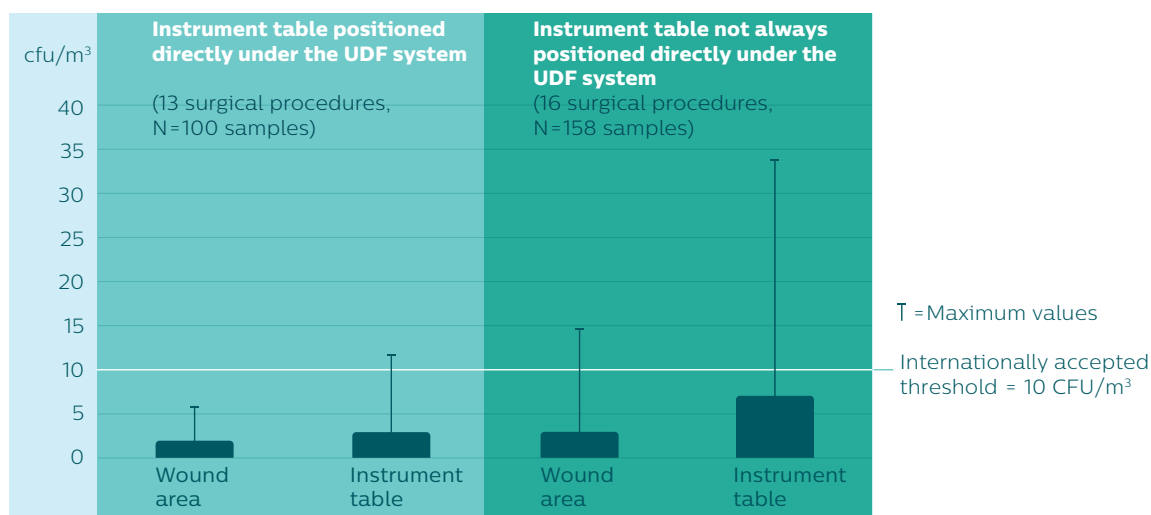 cfu/m³
40
35
30
25
20
15
10
5
0
Instrument table positioned
directly under the UDF system
(13 surgical procedures,
N=100 samples)
Wound
area
Instrument
table
Instrument table not always
positioned directly under the
UDF system
(16 surgical procedures,
N=158 samples)
Wound
area
Instrument
table
= Maximum values
Internationally accepted
threshold = 10 CFU/m³